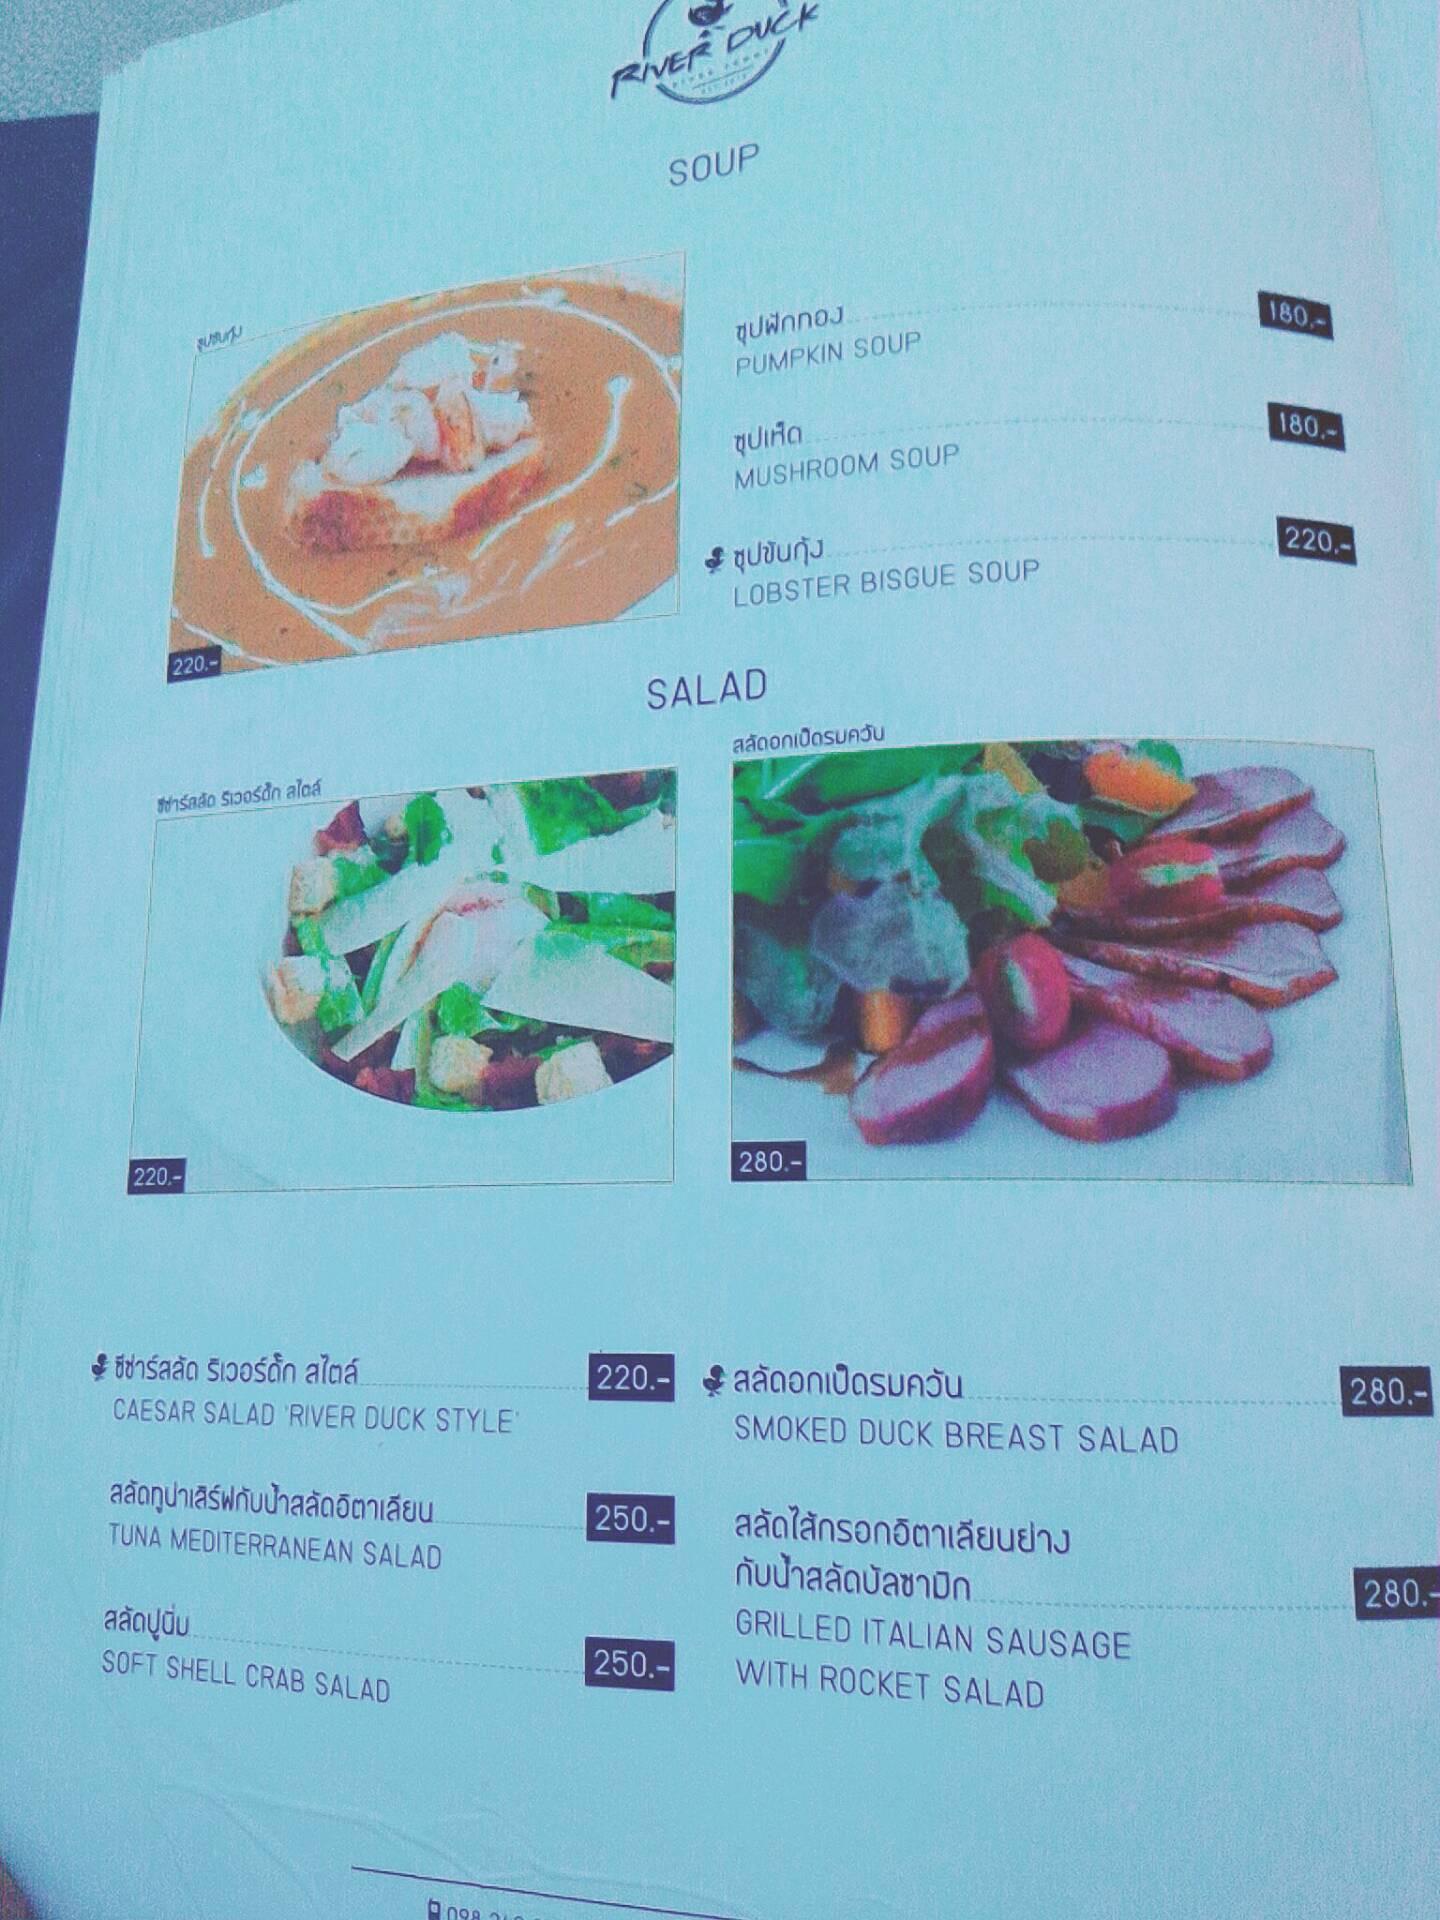 RIVER DUCK
SOUP
ซุปข้นกุ้ง
220.-
ซุปฟักทอง 180.-
PUMPKIN SOUP
ซุปเห็ด 180.-
MUSHROOM SOUP
ซุปข้นกุ้ง 220.-
LOBSTER BISGUE SOUP
SALAD
ซีซ่าร์สลัด ริเวอร์ดั๊ก สไตล์
220.-
สลัดอกเป็ดรมควัน
280.-
ซีซ่าร์สลัด ริเวอร์ดั๊ก สไตล์ 220.-
CAESAR SALAD 'RIVER DUCK STYLE'
สลัดทูน่าเสิร์ฟกับน้ำสลัดอิตาเลียน 250.-
TUNA MEDITERRANEAN SALAD
สลัดปูนิ่ม 250.-
SOFT SHELL CRAB SALAD
สลัดอกเป็ดรมควัน 280.-
SMOKED DUCK BREAST SALAD
สลัดไส้กรอกอิตาเลียนย่าง
กับน้ำสลัดบัลซามิก 280.-
GRILLED ITALIAN SAUSAGE
WITH ROCKET SALAD
098